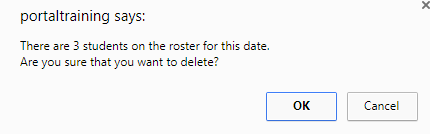 portaltraining says:
There are 3 students on the roster for this date.
Are you sure that you want to delete?
OK
Cancel